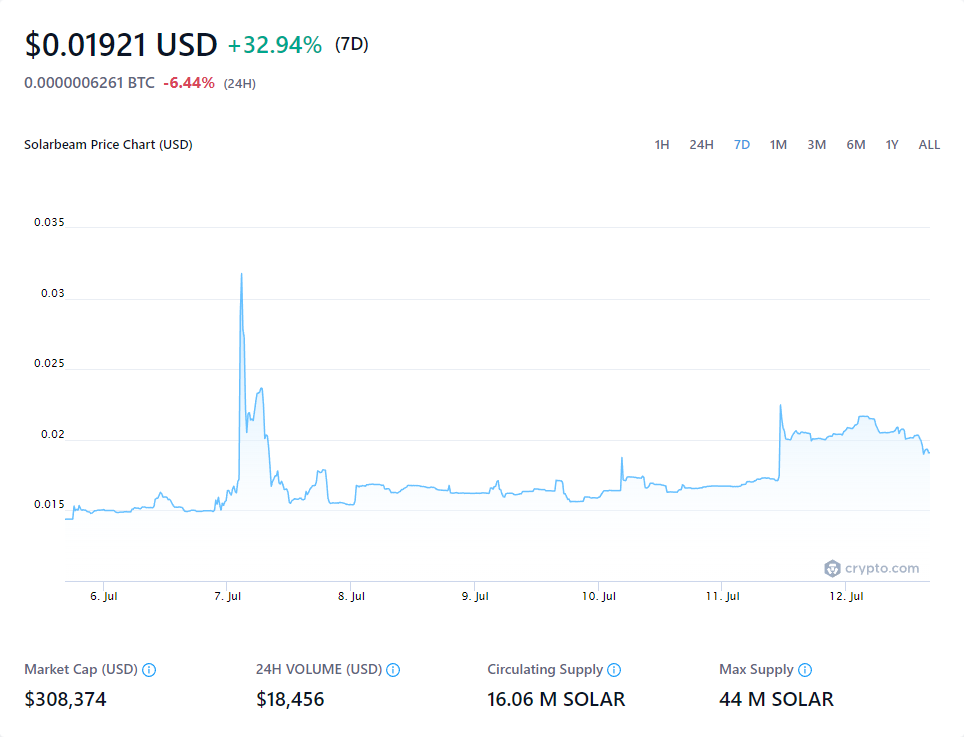 $0.01921 USD +32.94% (7D)
0.0000006261 BTC -6.44% (24H)
Solarbeam Price Chart (USD)
1H 24H 7D 1M 3M 6M 1Y ALL
0.035
0.03
0.025
0.02
0.015
crypto.com
6. Jul 7. Jul 8. Jul 9. Jul 10. Jul 11. Jul 12. Jul
Market Cap (USD) 24H VOLUME (USD) Circulating Supply Max Supply
$308,374 $18,456 16.06 M SOLAR 44 M SOLAR